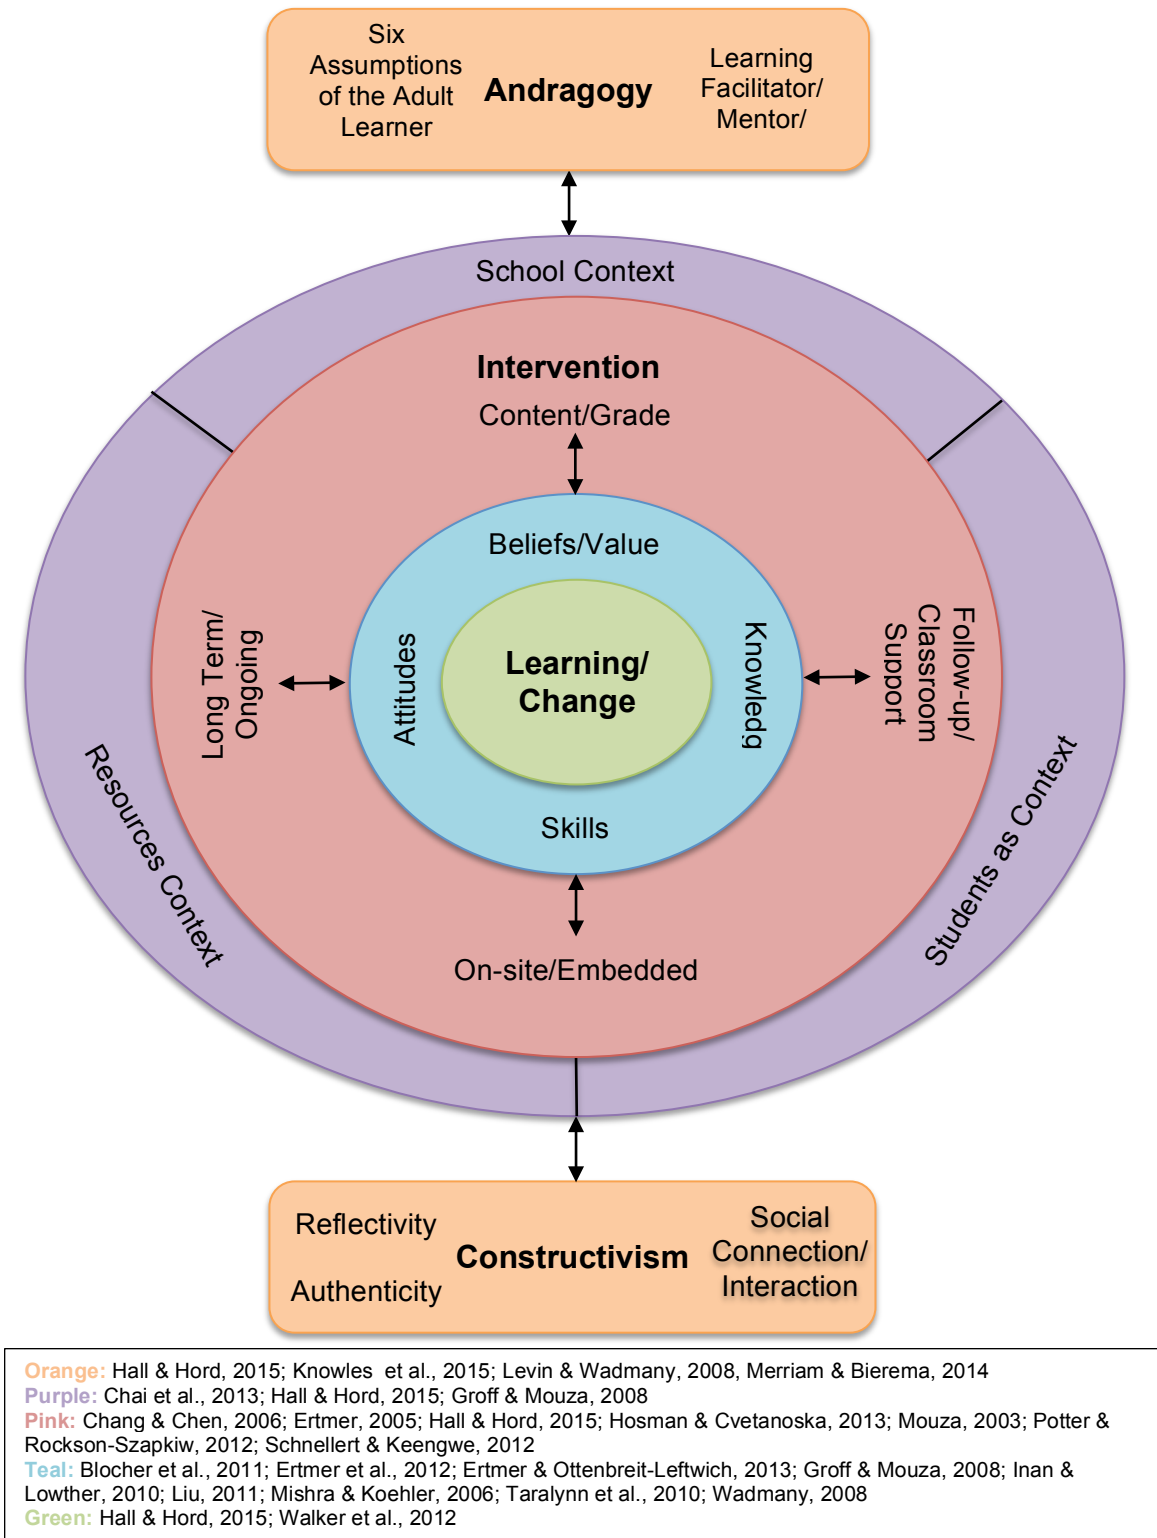 Six
Assumptions
of the Adult
Learner
Andragogy
Learning
Facilitator/
Mentor/
School Context
Intervention
Content/Grade
Beliefs/Value
Long Term/
Ongoing
Attitudes
Learning/
Change
Knowledg
Follow-up/
Classroom
Support
Skills
Resources Context
Students as Context
On-site/Embedded
Reflectivity
Authenticity
Constructivism
Social
Connection/
Interaction
Orange: Hall & Hord, 2015; Knowles et al., 2015; Levin & Wadmany, 2008, Merriam & Bierema, 2014
Purple: Chai et al., 2013; Hall & Hord, 2015; Groff & Mouza, 2008
Pink: Chang & Chen, 2006; Ertmer, 2005; Hall & Hord, 2015; Hosman & Cvetanoska, 2013; Mouza, 2003; Potter &
Rockson-Szapkiw, 2012; Schnellert & Keengwe, 2012
Teal: Blocher et al., 2011; Ertmer et al., 2012; Ertmer & Ottenbreit-Leftwich, 2013; Groff & Mouza, 2008; Inan &
Lowther, 2010; Liu, 2011; Mishra & Koehler, 2006; Taralynn et al., 2010; Wadmany, 2008
Green: Hall & Hord, 2015; Walker et al., 2012